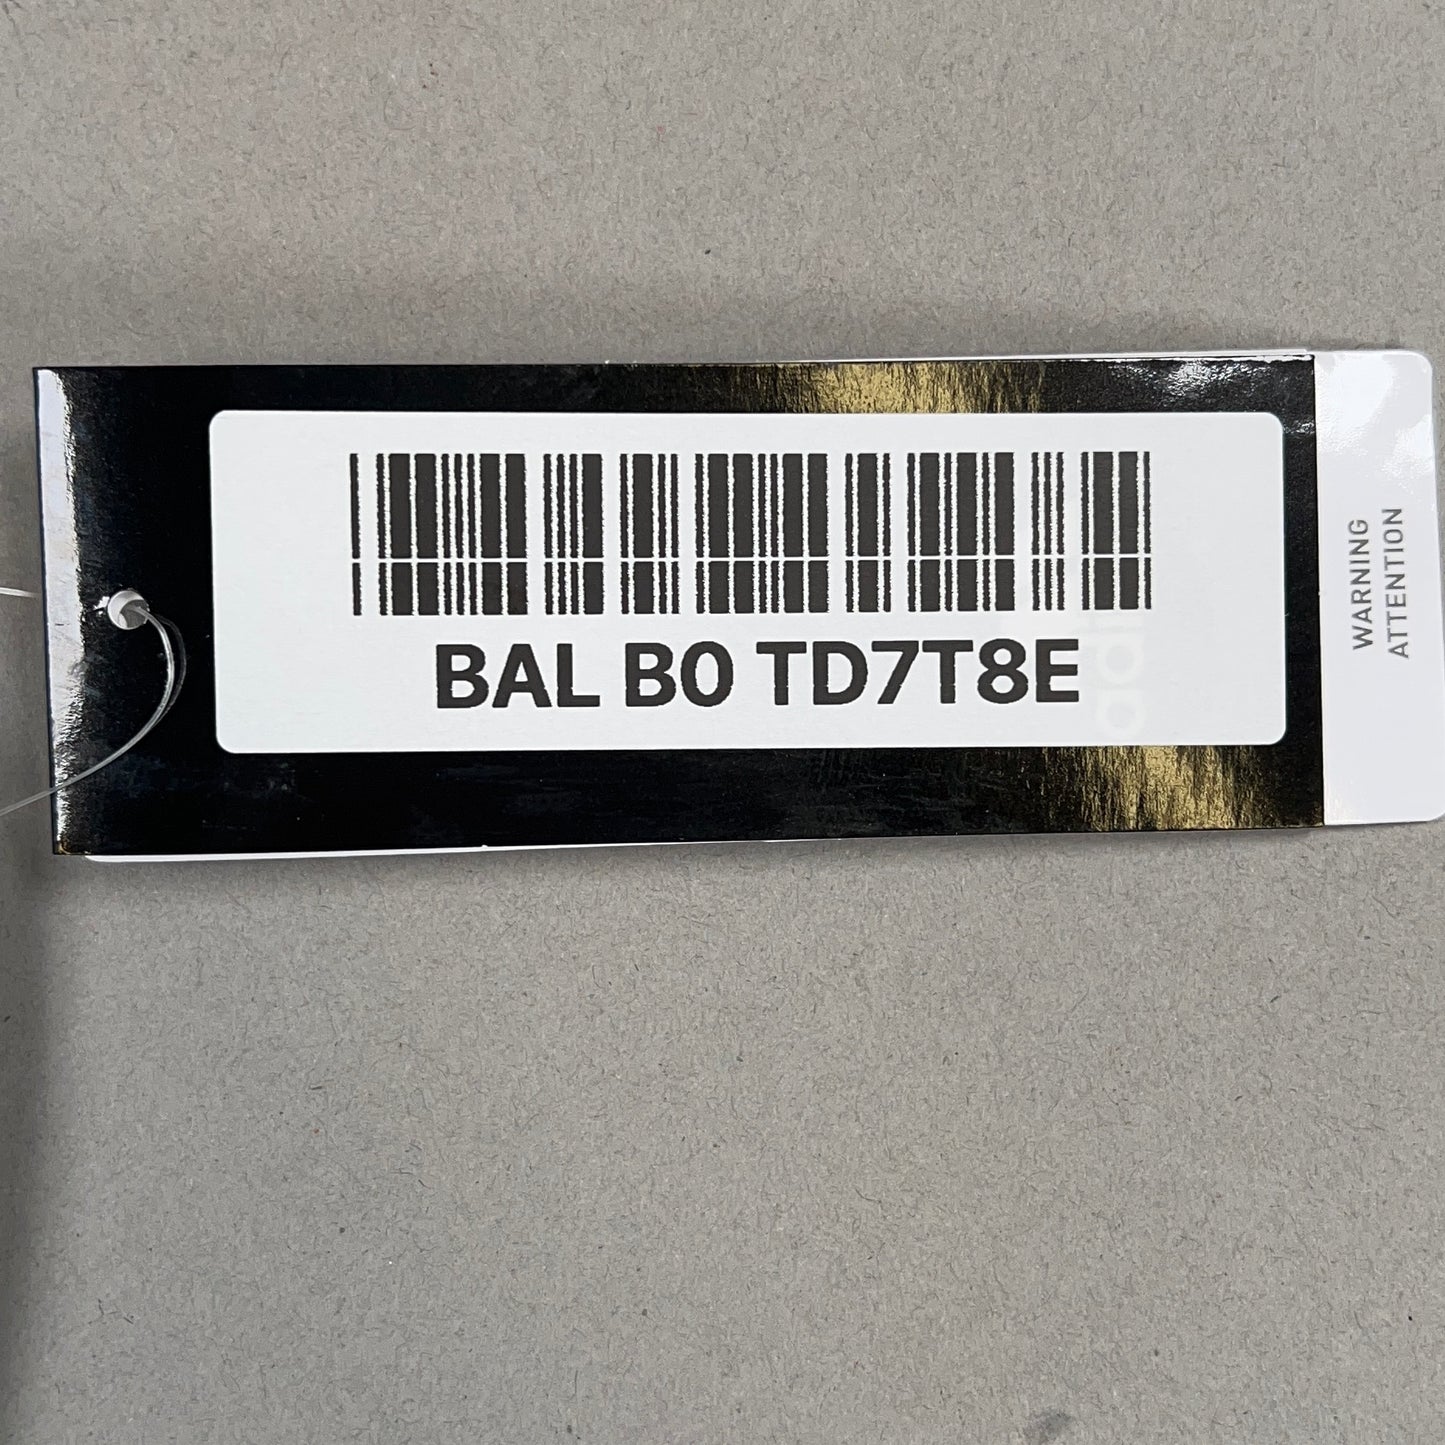 BAL B0 TD7T8E
WARNING
ATTENTION